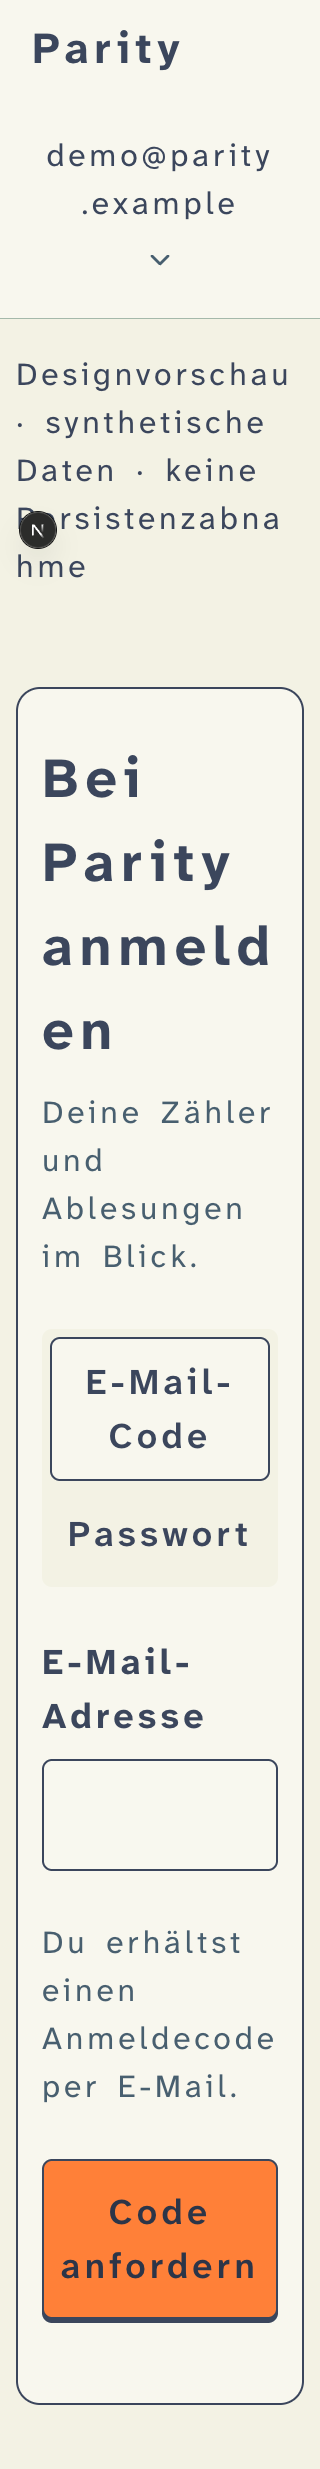 Parity
demo@parity
.example
Designvorschau
· synthetische
Daten · keine
Persistenzabna
hme
N
Bei
Parity
anmeld
en
Deine Zähler
und
Ablesungen
im Blick.
E-Mail-
Code
Passwort
E-Mail-
Adresse
Du erhältst
einen
Anmeldecode
per E-Mail.
Code
anfordern